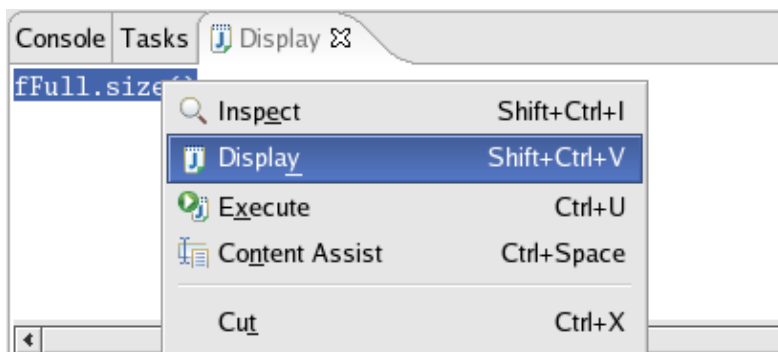 Console Tasks Display
fFull.size()
Inspect Shift+Ctrl+I
Display Shift+Ctrl+V
Execute Ctrl+U
Content Assist Ctrl+Space
Cut Ctrl+X